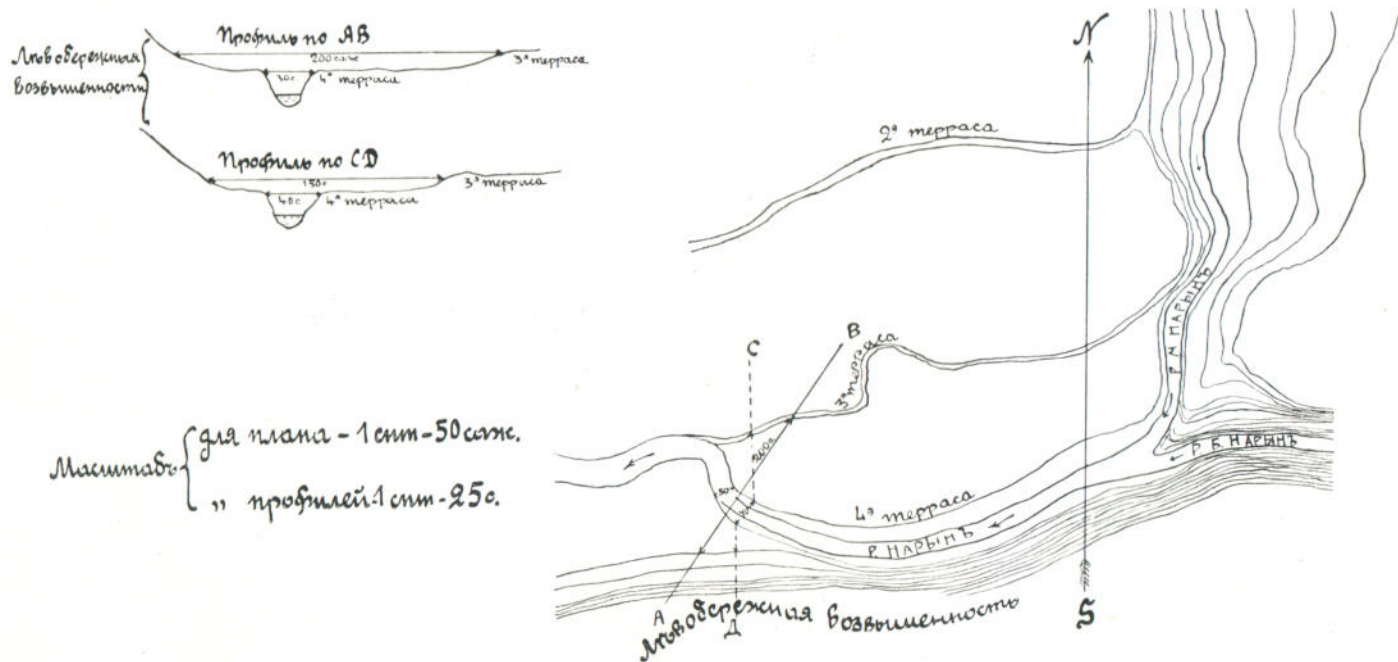 Профиль по АВ
Лѣвобережныя
возвышенности
200 саж
3ª терраса
30с
4ª терраса
Профиль по CD
150с
3ª терраса
40с
4ª терраса
Масштабъ
для плана - 1 снт - 50 саж.
„ профилей - 1 снт - 25с.
N
2ª терраса
Р. М. НАРЫНЪ
B
C
3ª терраса
200с
Р. Б. НАРЫНЪ
4ª терраса
Р. НАРЫНЪ
А
Д
Лѣвобережная возвышенность
S